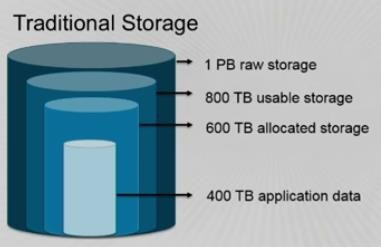 Traditional Storage
1 PB raw storage
800 TB usable storage
600 TB allocated storage
400 TB application data